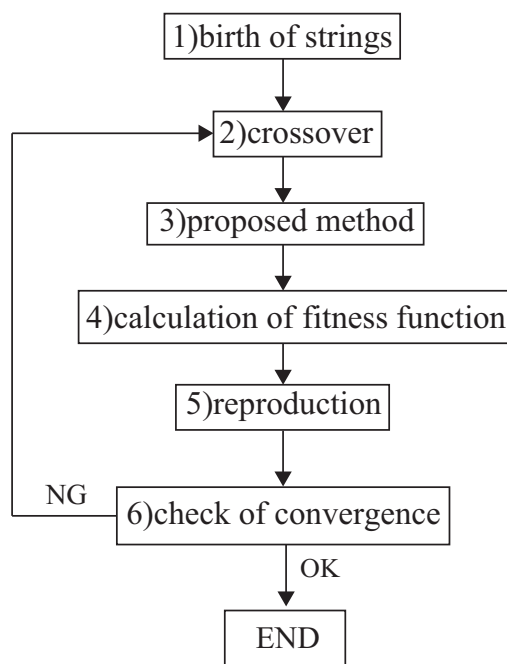 1)birth of strings
2)crossover
3)proposed method
4)calculation of fitness function
5)reproduction
NG
6)check of convergence
OK
END